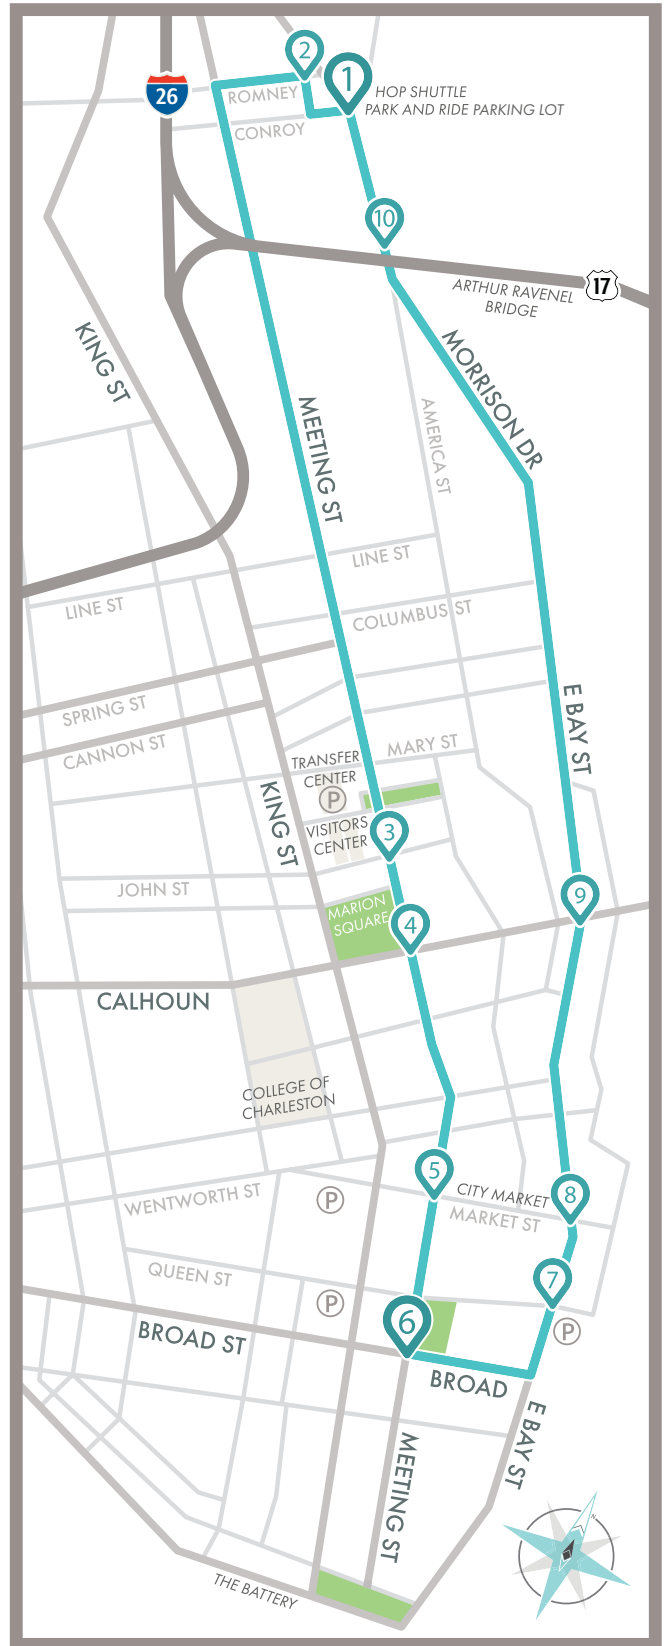 2
1
26
ROMNEY
HOP SHUTTLE
PARK AND RIDE PARKING LOT
CONROY
10
17
ARTHUR RAVENEL
BRIDGE
KING ST
MORRISON DR
MEETING ST
AMERICA ST
LINE ST
LINE ST
COLUMBUS ST
SPRING ST
E BAY ST
CANNON ST
MARY ST
TRANSFER
CENTER
P
KING ST
VISITORS
CENTER
3
JOHN ST
9
MARION
SQUARE
4
CALHOUN
COLLEGE OF
CHARLESTON
5
CITY MARKET
8
WENTWORTH ST
P
MARKET ST
QUEEN ST
7
P
6
P
BROAD ST
BROAD
E BAY ST
MEETING ST
N
THE BATTERY